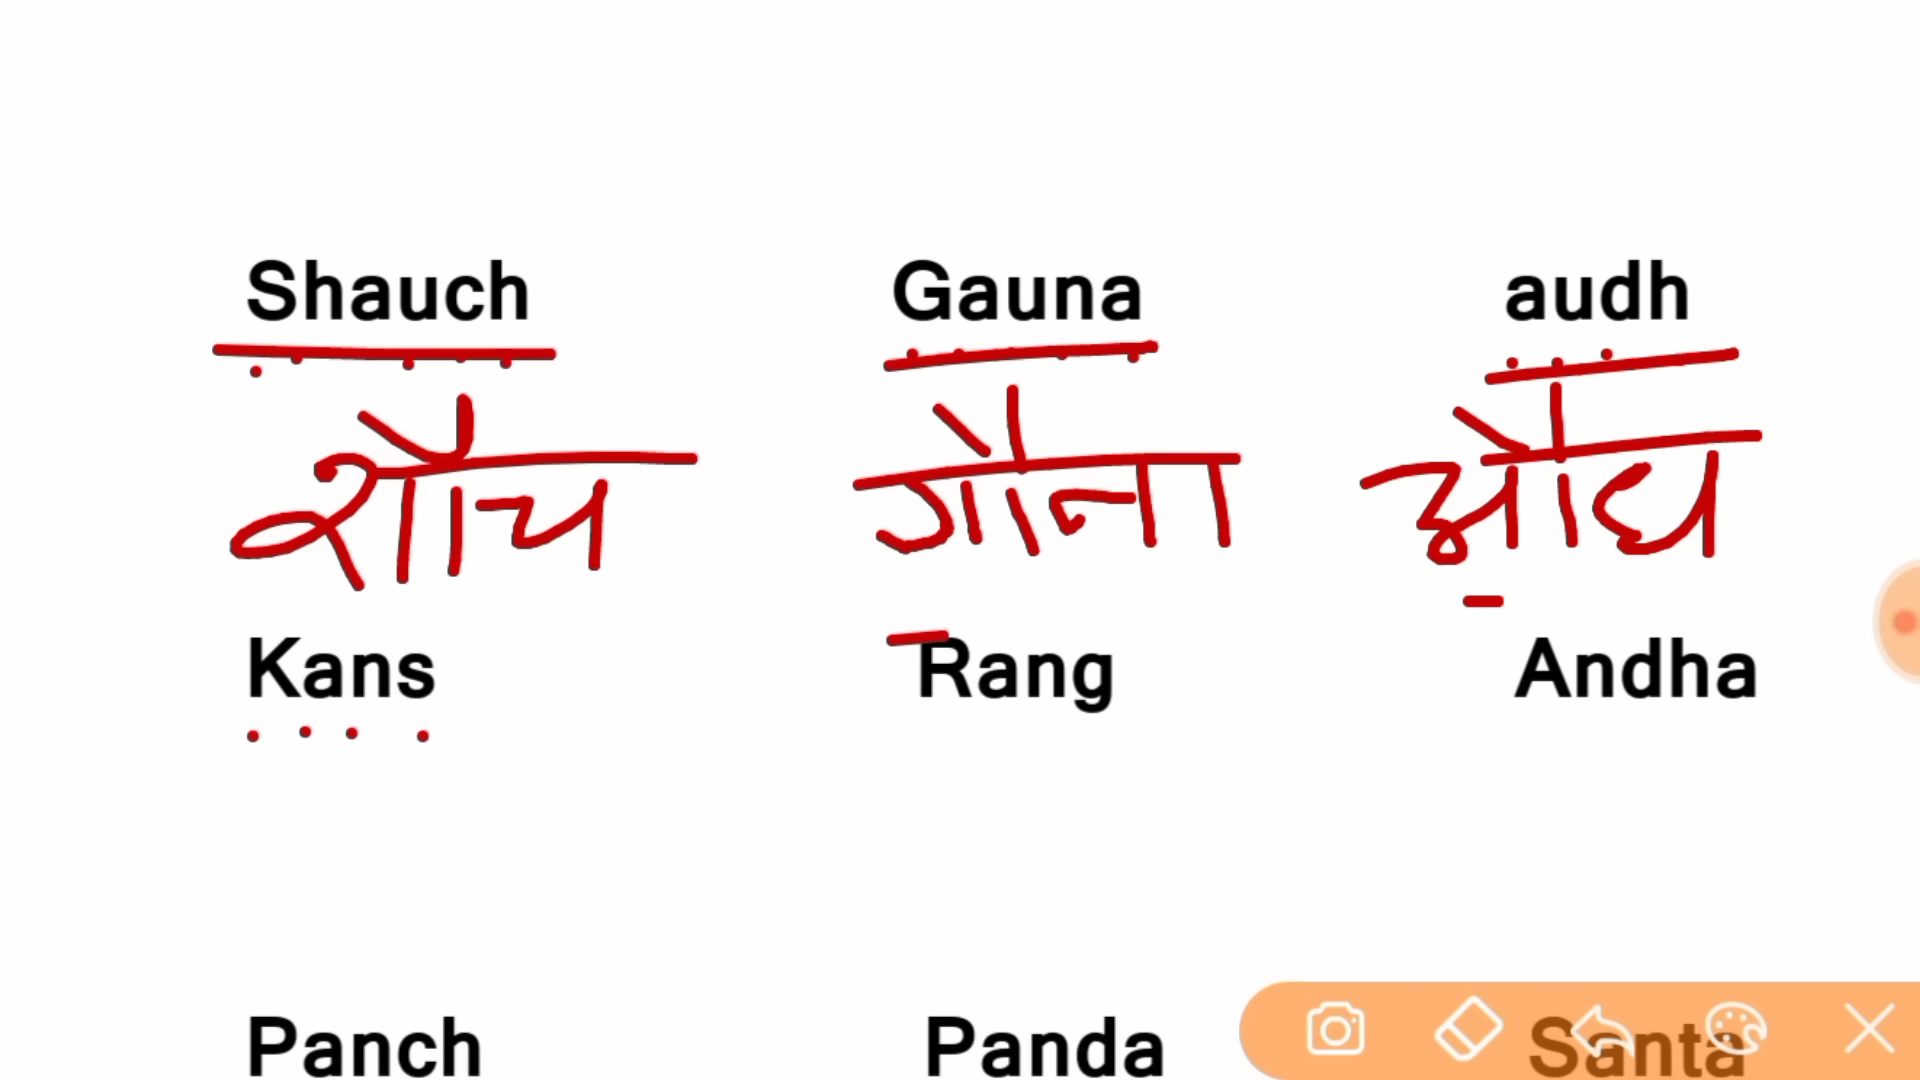 Shauch Gauna audh
शौच गौना औध
Kans Rang Andha
Panch Panda Santa